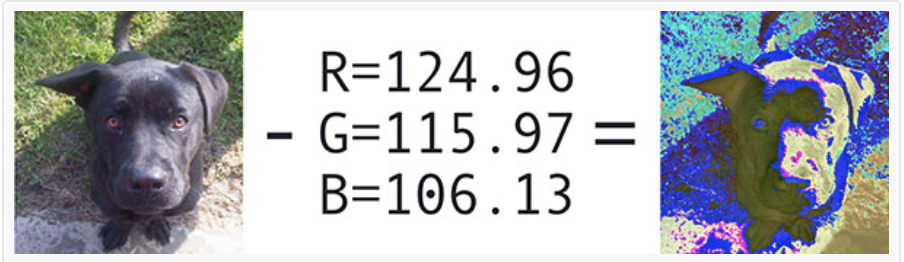 R=124.96
- G=115.97 =
B=106.13